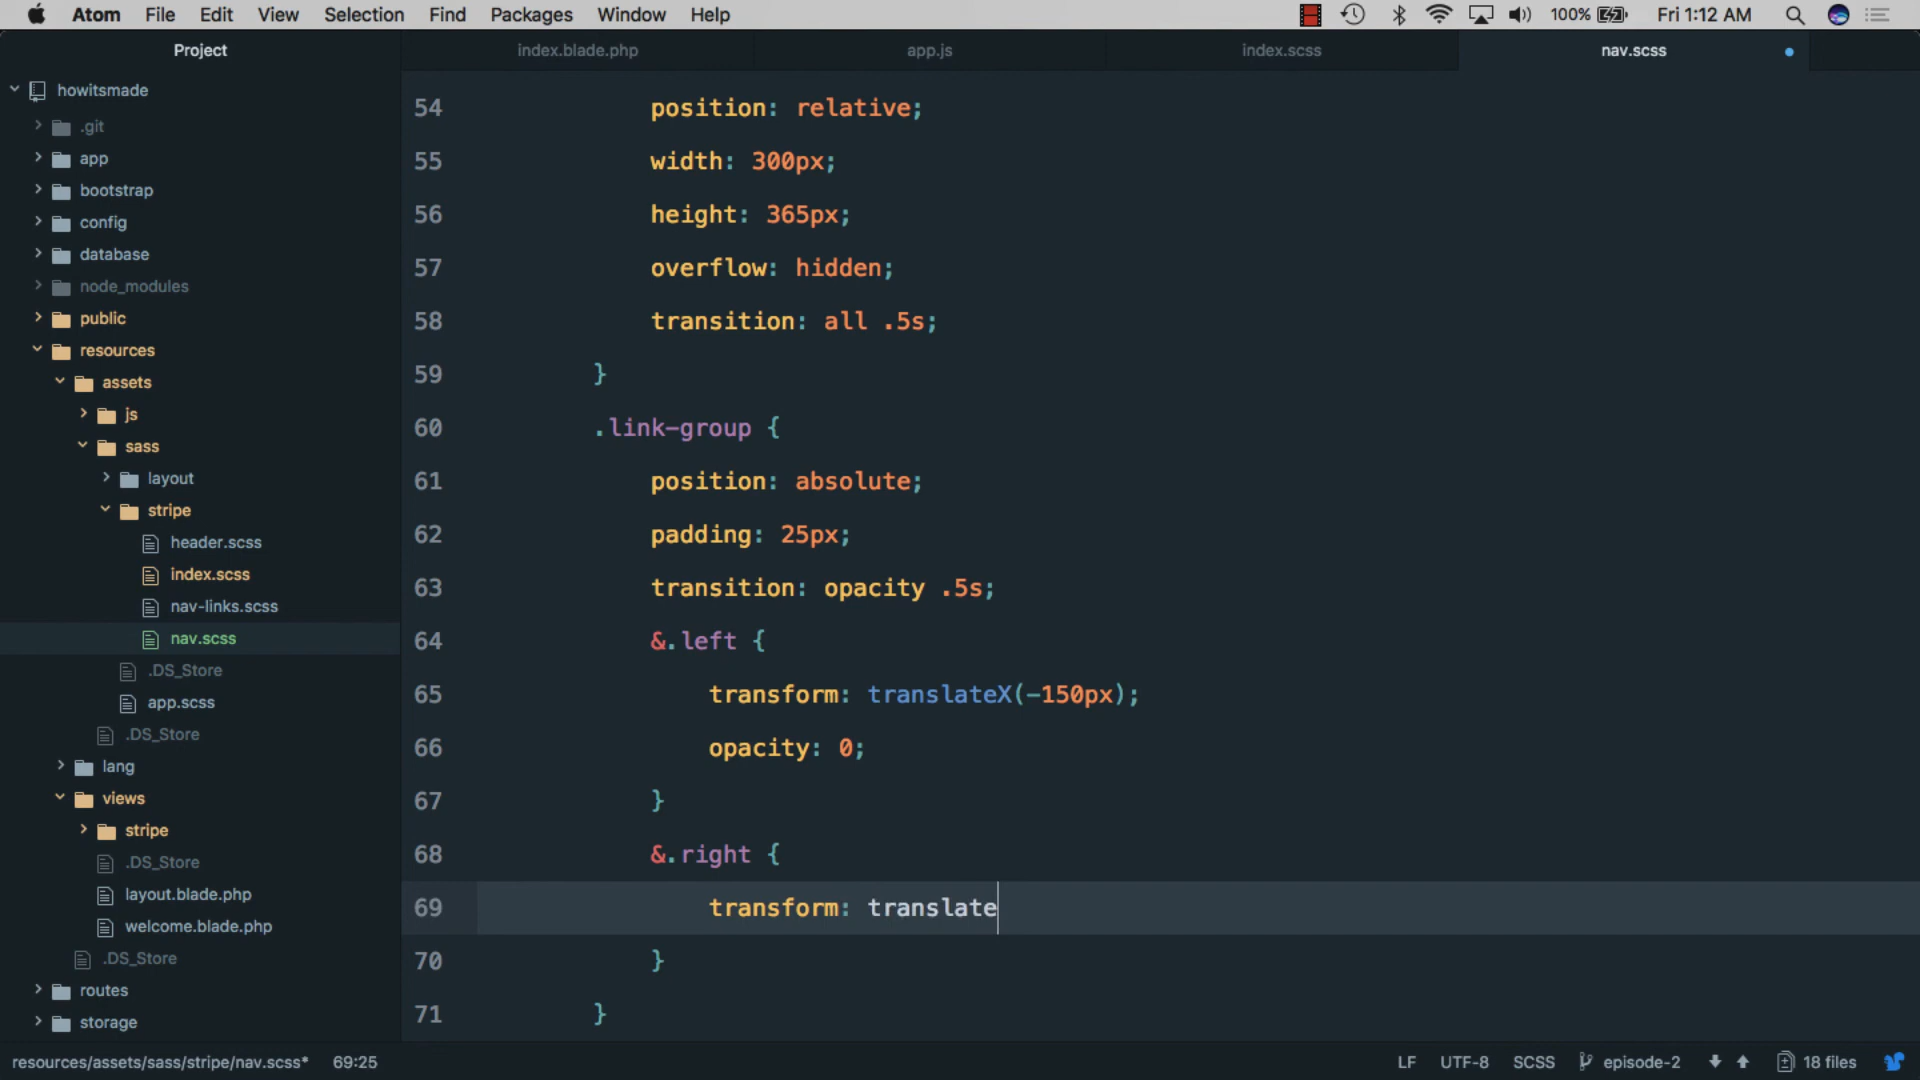 Atom File Edit View Selection Find Packages Window Help 100% Fri 1:12 AM
Project
index.blade.php app.js index.scss nav.scss
howitsmade
.git
app
bootstrap
config
database
node_modules
public
resources
assets
js
sass
layout
stripe
header.scss
index.scss
nav-links.scss
nav.scss
.DS_Store
app.scss
.DS_Store
lang
views
stripe
.DS_Store
layout.blade.php
welcome.blade.php
.DS_Store
routes
storage
54 position: relative;
55 width: 300px;
56 height: 365px;
57 overflow: hidden;
58 transition: all .5s;
59 }
60 .link-group {
61 position: absolute;
62 padding: 25px;
63 transition: opacity .5s;
64 &.left {
65 transform: translateX(-150px);
66 opacity: 0;
67 }
68 &.right {
69 transform: translate
70 }
71 }
resources/assets/sass/stripe/nav.scss* 69:25 LF UTF-8 SCSS episode-2 18 files